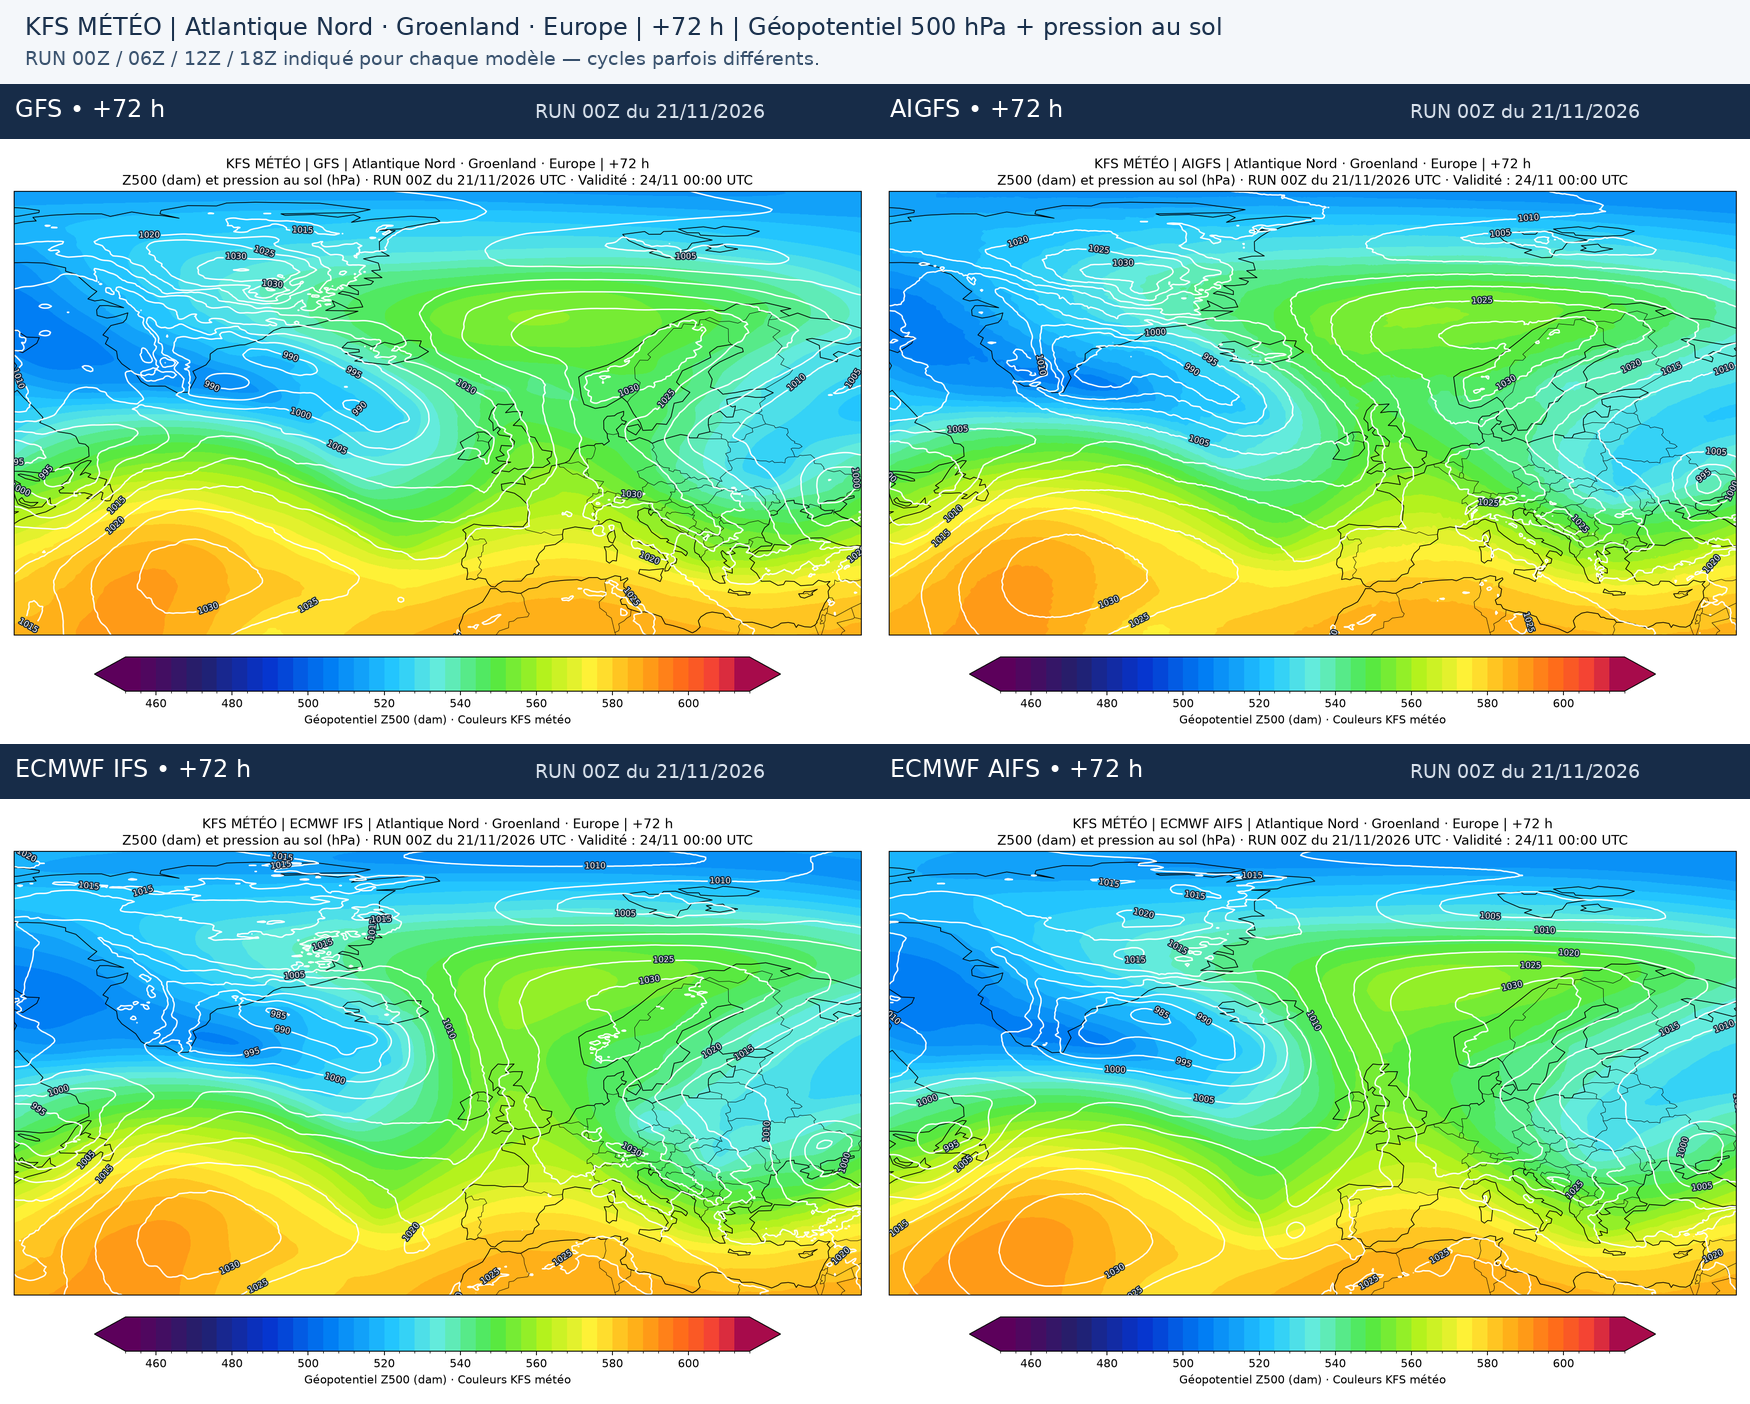 KFS MÉTÉO | Atlantique Nord · Groenland · Europe | +72 h | Géopotentiel 500 hPa + pression au sol
RUN 00Z / 06Z / 12Z / 18Z indiqué pour chaque modèle — cycles parfois différents.
GFS • +72 h
RUN 00Z du 21/11/2026
AIGFS • +72 h
RUN 00Z du 21/11/2026
KFS MÉTÉO | GFS | Atlantique Nord · Groenland · Europe | +72 h
Z500 (dam) et pression au sol (hPa) · RUN 00Z du 21/11/2026 UTC · Validité : 24/11 00:00 UTC
KFS MÉTÉO | AIGFS | Atlantique Nord · Groenland · Europe | +72 h
Z500 (dam) et pression au sol (hPa) · RUN 00Z du 21/11/2026 UTC · Validité : 24/11 00:00 UTC
460 480 500 520 540 560 580 600
Géopotentiel Z500 (dam) · Couleurs KFS météo
460 480 500 520 540 560 580 600
Géopotentiel Z500 (dam) · Couleurs KFS météo
ECMWF IFS • +72 h
RUN 00Z du 21/11/2026
ECMWF AIFS • +72 h
RUN 00Z du 21/11/2026
KFS MÉTÉO | ECMWF IFS | Atlantique Nord · Groenland · Europe | +72 h
Z500 (dam) et pression au sol (hPa) · RUN 00Z du 21/11/2026 UTC · Validité : 24/11 00:00 UTC
KFS MÉTÉO | ECMWF AIFS | Atlantique Nord · Groenland · Europe | +72 h
Z500 (dam) et pression au sol (hPa) · RUN 00Z du 21/11/2026 UTC · Validité : 24/11 00:00 UTC
460 480 500 520 540 560 580 600
Géopotentiel Z500 (dam) · Couleurs KFS météo
460 480 500 520 540 560 580 600
Géopotentiel Z500 (dam) · Couleurs KFS météo